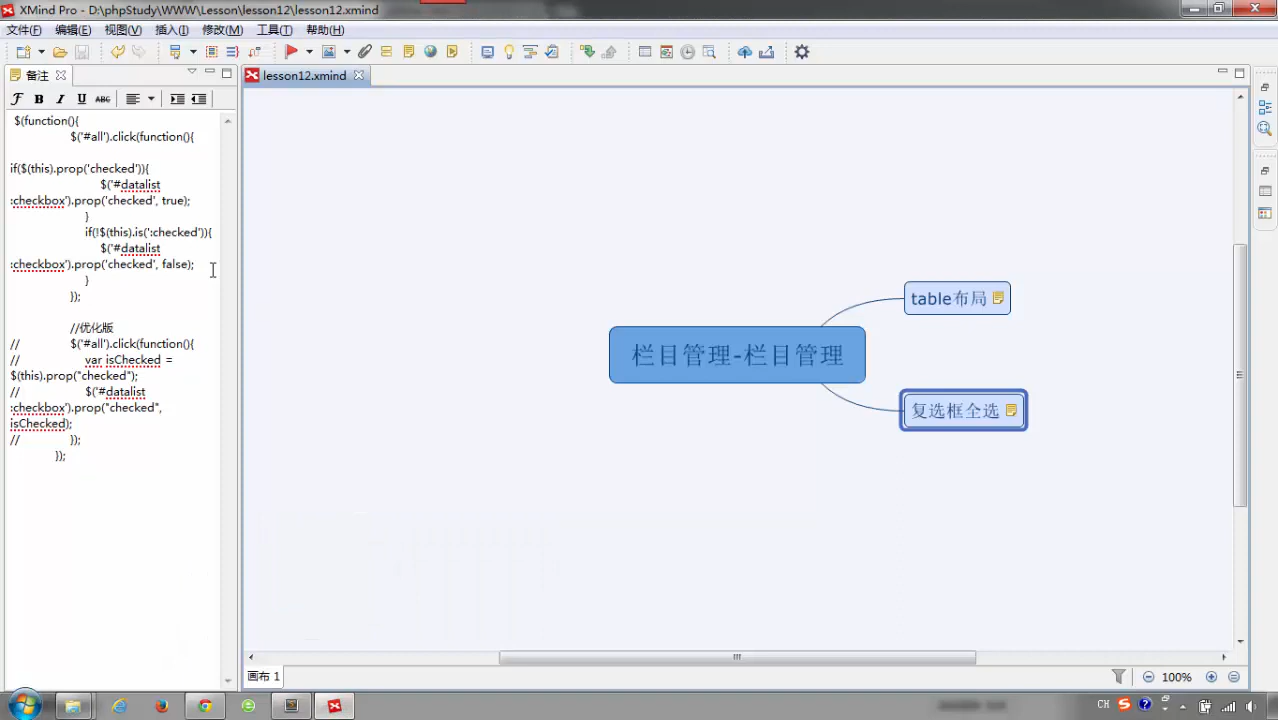 XMind Pro - D:\phpStudy\WWW\Lesson\lesson12\lesson12.xmind
文件(F) 编辑(E) 视图(V) 插入(I) 修改(M) 工具(T) 帮助(H)
备注
lesson12.xmind
B I U ABC
$(function(){
$('#all').click(function(){
if($(this).prop('checked')){
$('#datalist
:checkbox').prop('checked', true);
}
if(!$(this).is(':checked')){
$('#datalist
:checkbox').prop('checked', false);
}
});
//优化版
// $('#all').click(function(){
// var isChecked =
$(this).prop("checked");
// $('#datalist
:checkbox').prop("checked",
isChecked);
// });
});
table布局
栏目管理-栏目管理
复选框全选
画布 1
100%
CH